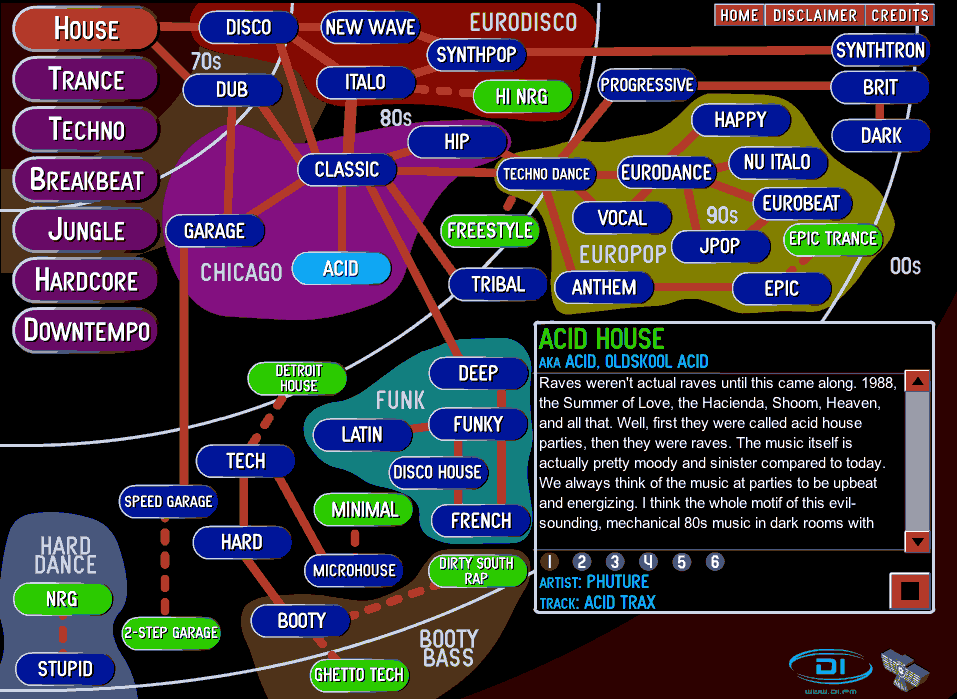 HOUSE
TRANCE
TECHNO
BREAKBEAT
JUNGLE
HARDCORE
DOWNTEMPO
HOME
DISCLAIMER
CREDITS
EURODISCO
DISCO
NEW WAVE
SYNTHPOP
SYNTHTRON
70s
DUB
ITALO
HI NRG
PROGRESSIVE
BRIT
80s
HIP
HAPPY
DARK
CLASSIC
TECHNO DANCE
EURODANCE
NU ITALO
GARAGE
FREESTYLE
VOCAL
90s
EUROBEAT
JPOP
EPIC TRANCE
EUROPOP
00s
CHICAGO
ACID
TRIBAL
ANTHEM
EPIC
DETROIT
HOUSE
DEEP
FUNK
LATIN
FUNKY
TECH
DISCO HOUSE
SPEED GARAGE
MINIMAL
FRENCH
HARD
MICROHOUSE
DIRTY SOUTH
RAP
HARD
DANCE
NRG
STUPID
2-STEP GARAGE
BOOTY
BOOTY
BASS
GHETTO TECH
ACID HOUSE
AKA ACID, OLDSKOOL ACID
Raves weren't actual raves until this came along. 1988,
the Summer of Love, the Hacienda, Shoom, Heaven,
and all that. Well, first they were called acid house
parties, then they were raves. The music itself is
actually pretty moody and sinister compared to today.
We always think of the music at parties to be upbeat
and energizing. I think the whole motif of this evil-
sounding, mechanical 80s music in dark rooms with
1 2 3 4 5 6
ARTIST: PHUTURE
TRACK: ACID TRAX
DI
WWW.DI.FM